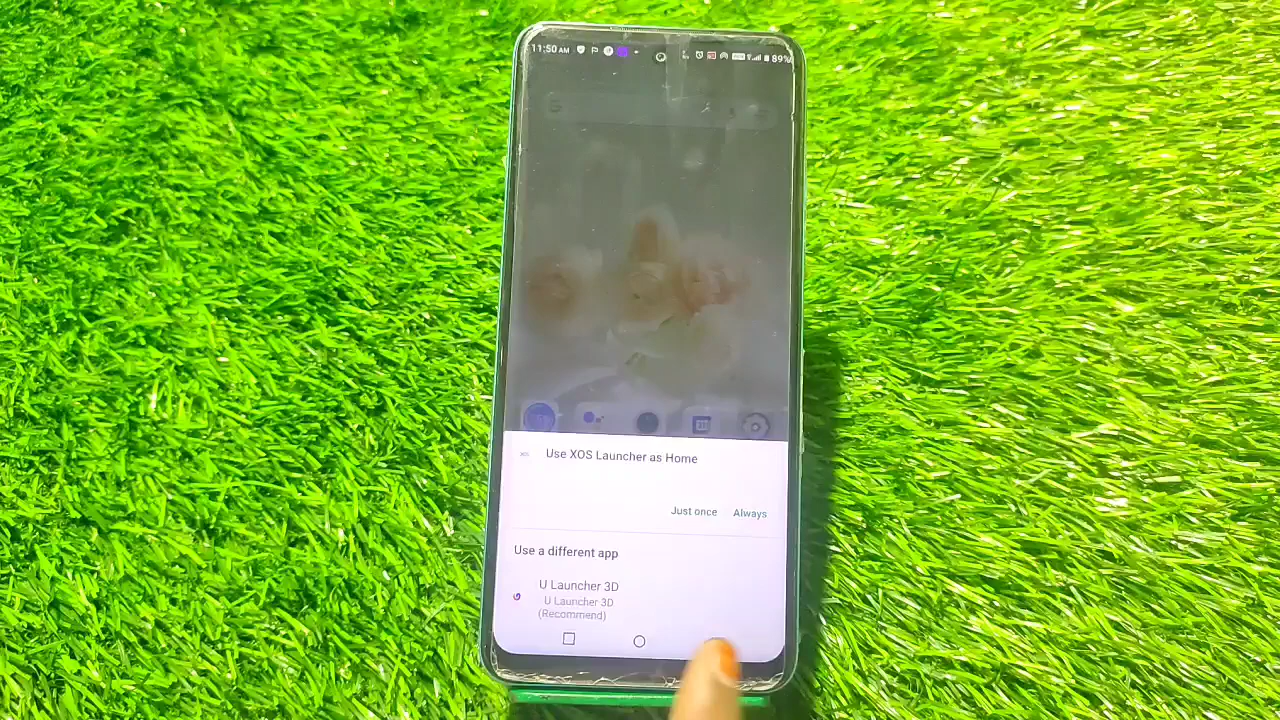 11:50 AM
89%
Use XOS Launcher as Home
Just once
Always
Use a different app
U Launcher 3D
U Launcher 3D
(Recommend)